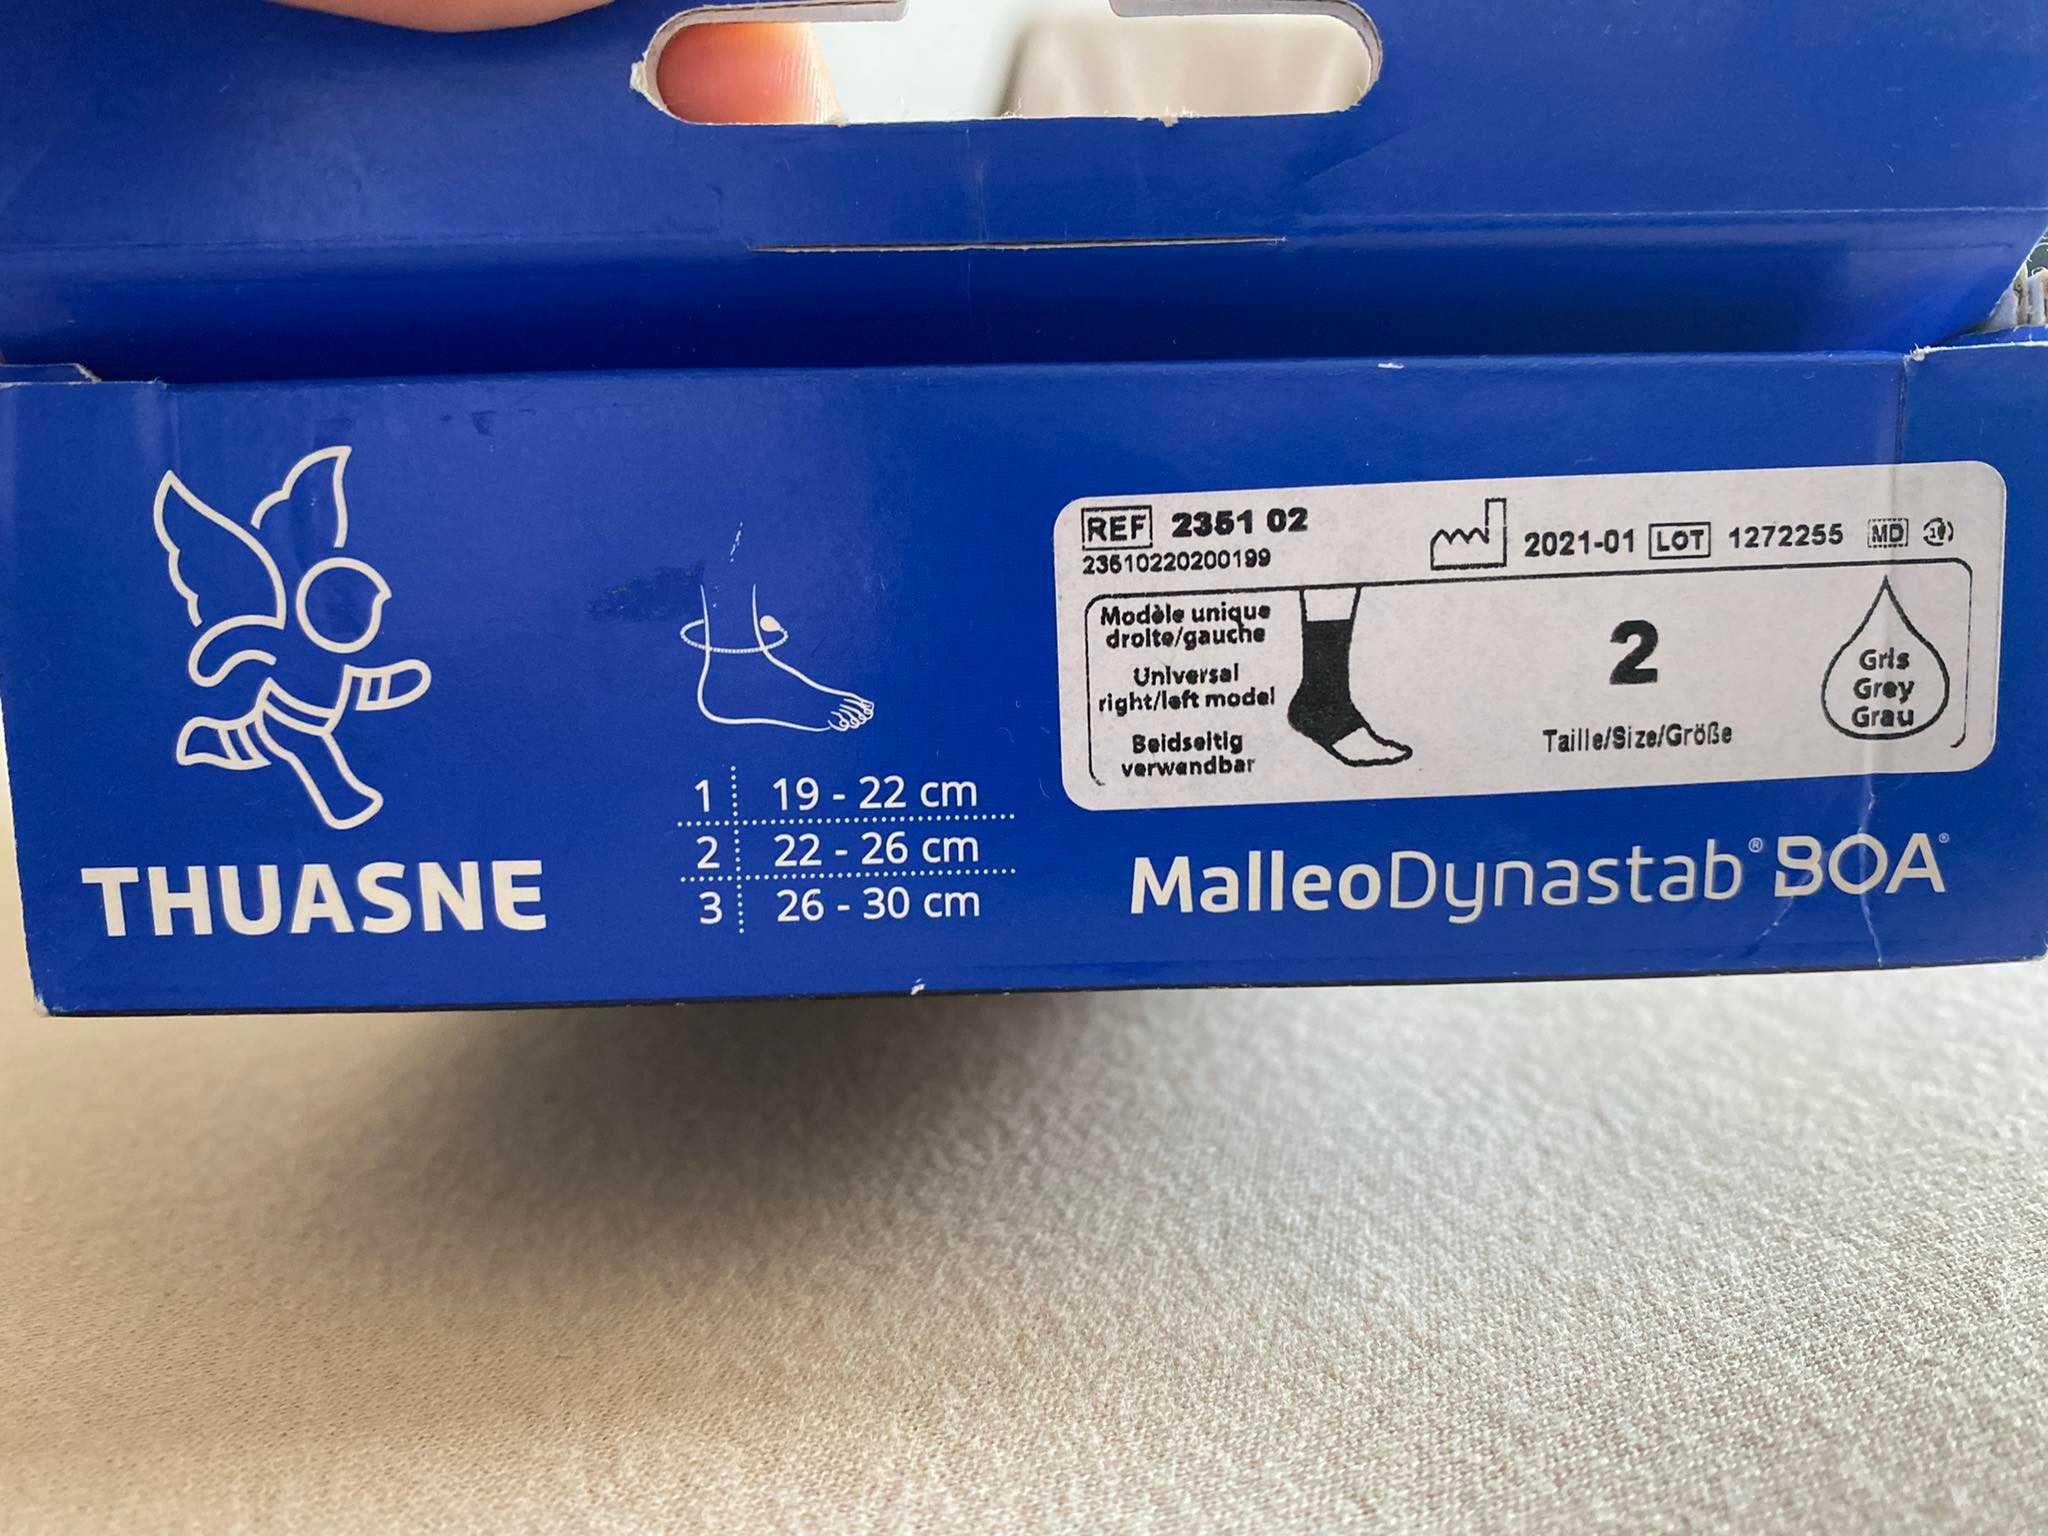 THUASNE
1 19 - 22 cm
2 22 - 26 cm
3 26 - 30 cm
REF 2351 02
23510220200199
2021-01 LOT 1272255 MD
Modèle unique
droite/gauche
Universal
right/left model
Beidseitig
verwendbar
2
Taille/Size/Größe
Gris
Grey
Grau
MalleoDynastab® BOA®